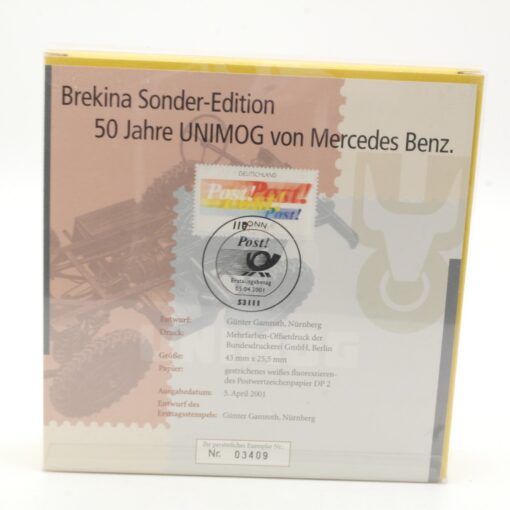 Brekina Sonder-Edition
50 Jahre UNIMOG von Mercedes Benz.
DEUTSCHLAND
Post! Post!
Post!
BONN
Post!
Erstausgabetag
05.04.2001
53111
Entwurf: Günter Gamroth, Nürnberg
Druck: Mehrfarben-Offsetdruck der
Bundesdruckerei GmbH, Berlin
Größe: 43 mm x 25,5 mm
Papier: gestrichenes weißes fluoreszieren-
des Postwertzeichenpapier DP 2
Ausgabedatum: 5. April 2001
Entwurf des
Ersttagsstempels: Günter Gamroth, Nürnberg
Ihr persönliches Exemplar Nr.:
Nr. 03409